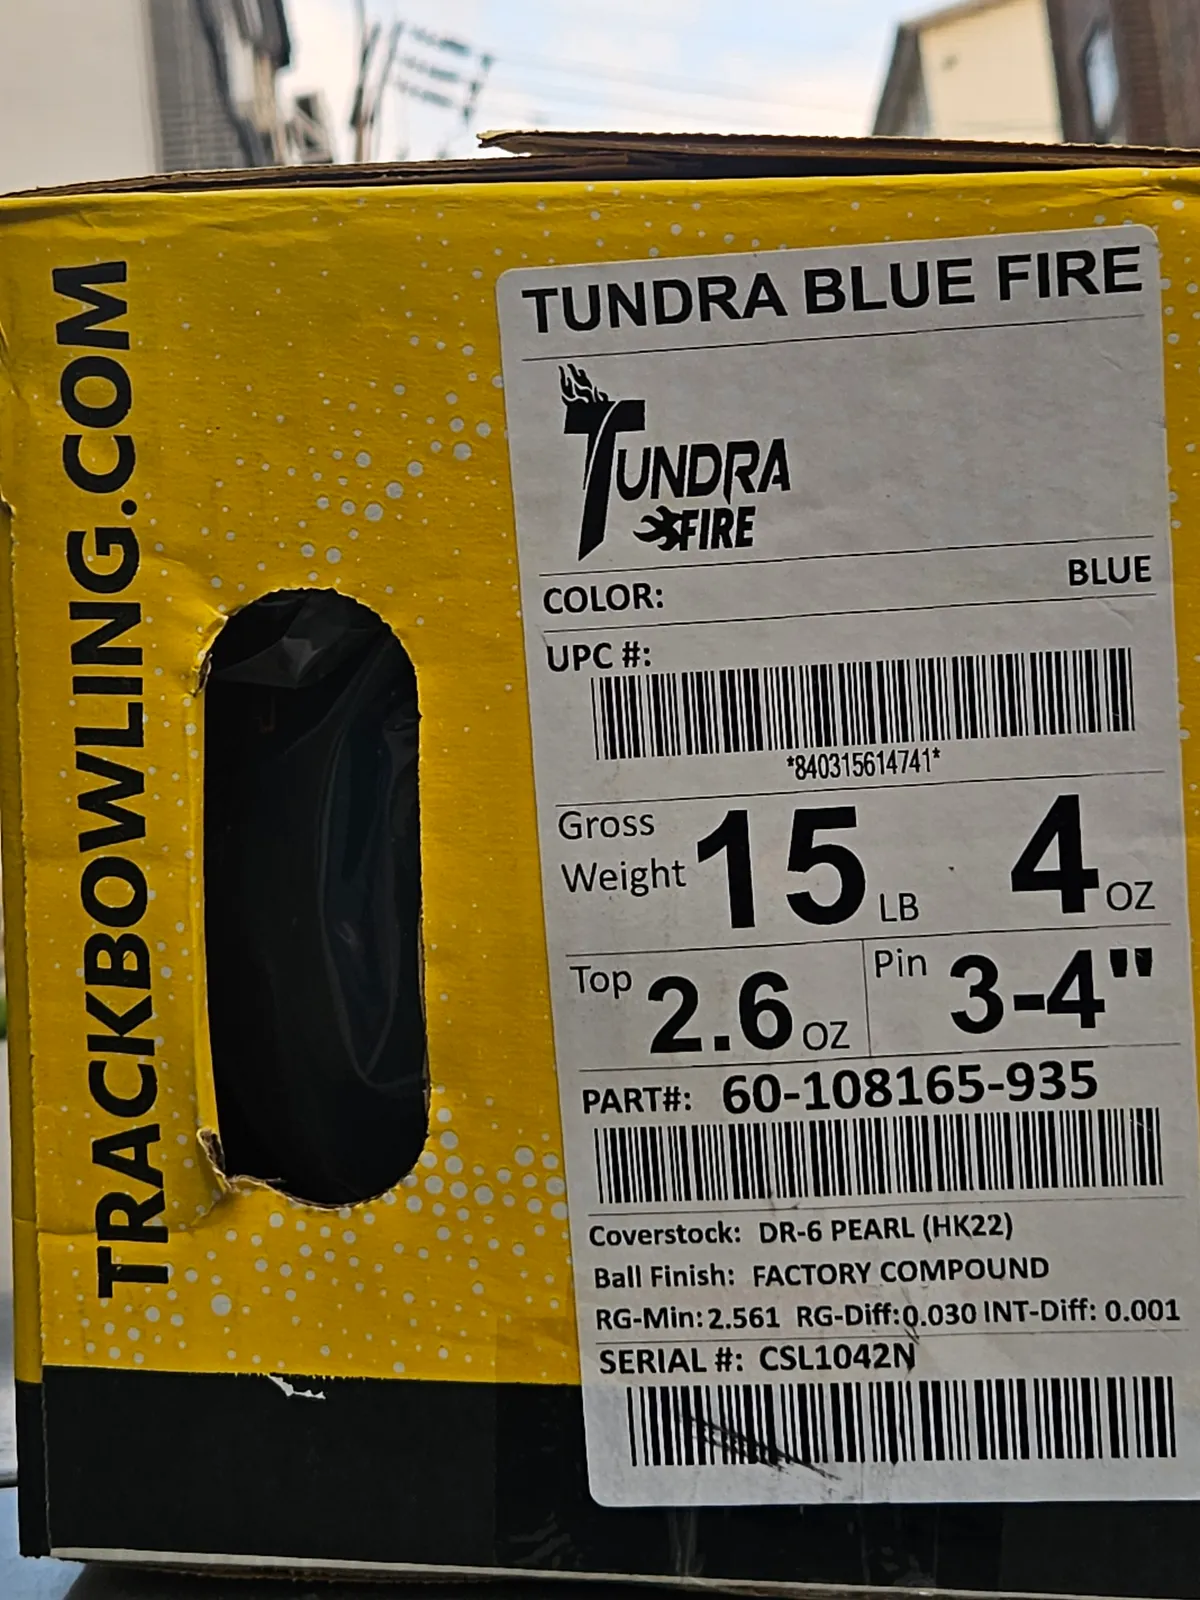 TRACKBOWLING.COM
TUNDRA BLUE FIRE
TUNDRA
FIRE
COLOR: BLUE
UPC #:
*840315614741*
Gross Weight 15 LB 4 OZ
Top 2.6 OZ Pin 3-4"
PART#: 60-108165-935
Coverstock: DR-6 PEARL (HK22)
Ball Finish: FACTORY COMPOUND
RG-Min: 2.561 RG-Diff: 0.030 INT-Diff: 0.001
SERIAL #: CSL1042N